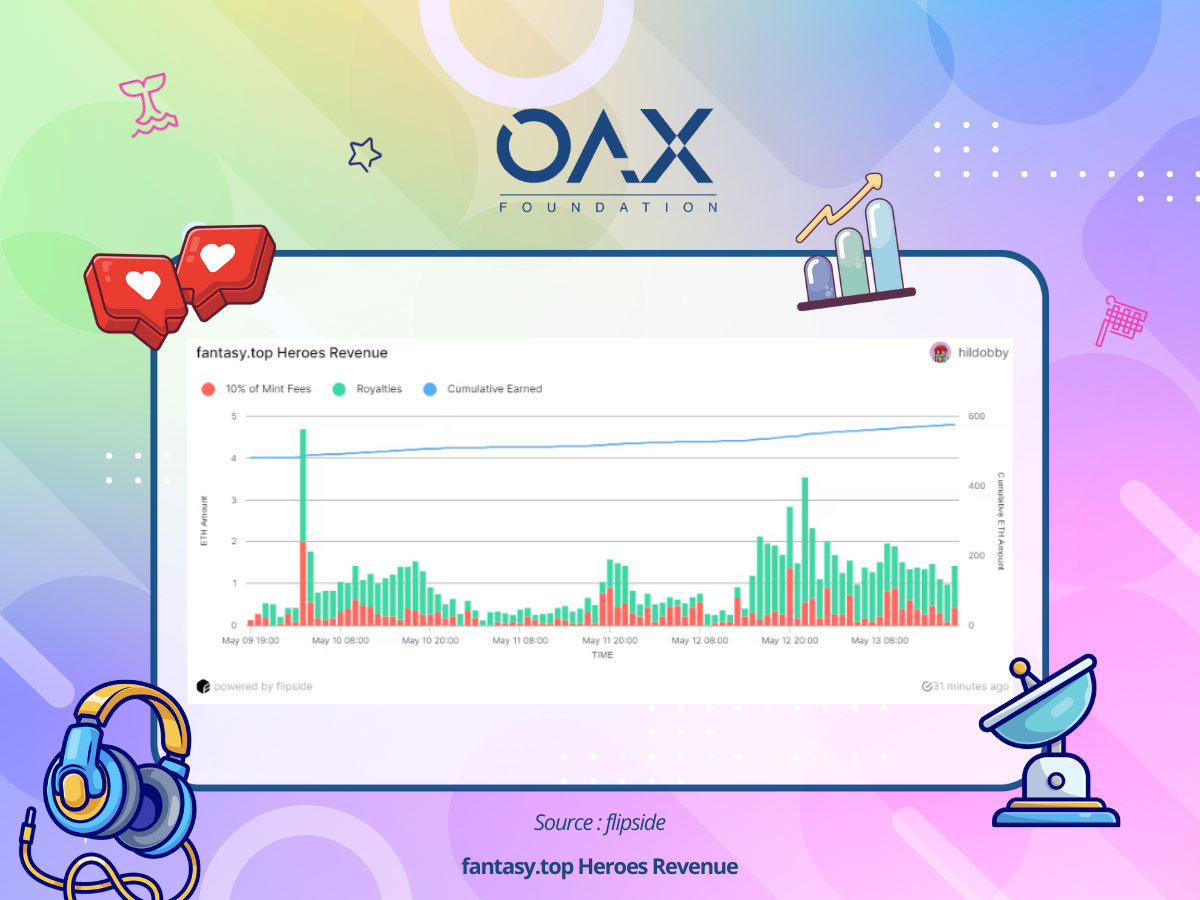 OAX
FOUNDATION
fantasy.top Heroes Revenue
hildobby
10% of Mint Fees
Royalties
Cumulative Earned
5
4
3
2
1
0
ETH Amount
600
400
200
0
Cumulative ETH Amount
May 09 19:00 May 10 08:00 May 10 20:00 May 11 08:00 May 11 20:00 May 12 08:00 May 12 20:00 May 13 08:00
TIME
powered by flipside
31 minutes ago
Source : flipside
fantasy.top Heroes Revenue